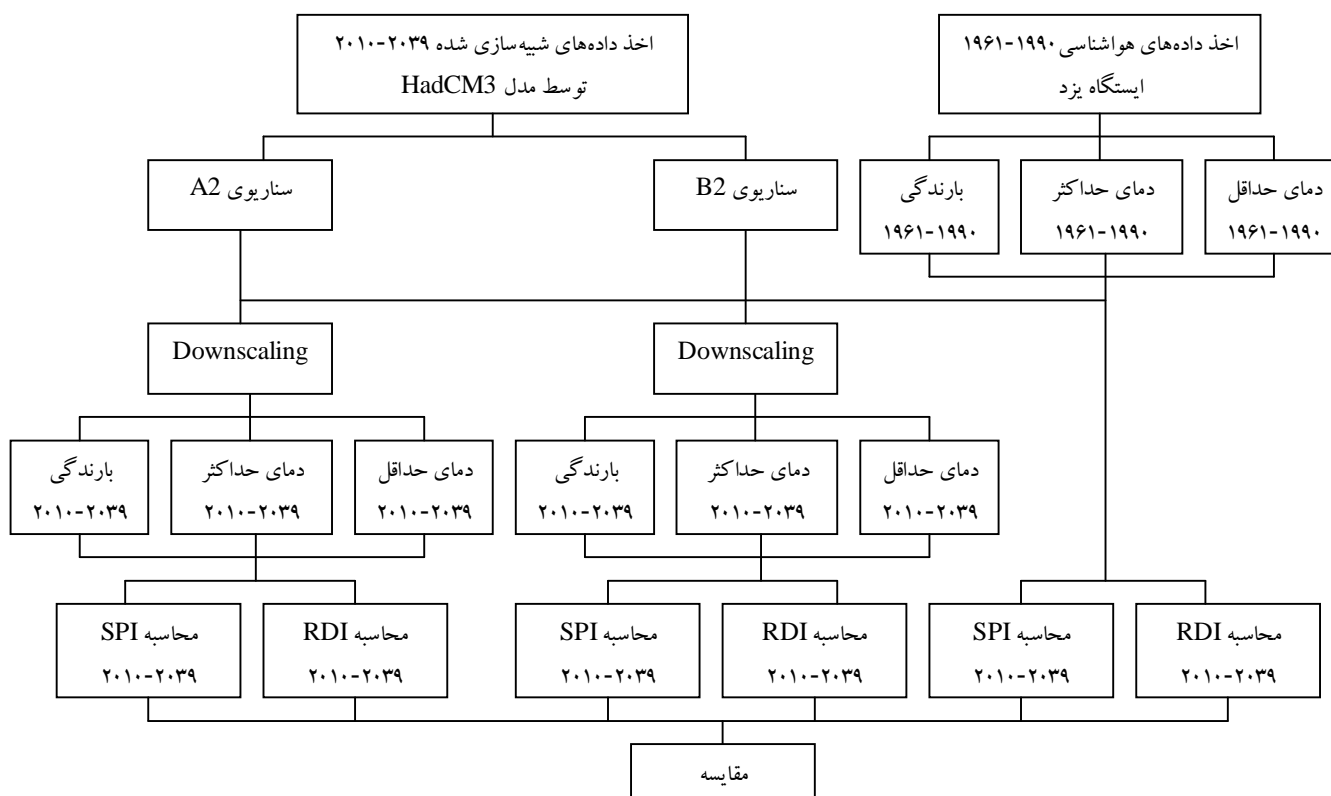 اخذ داده‌های هواشناسی ۱۹۹۰-۱۹۶۱
ایستگاه یزد
اخذ داده‌های شبیه‌سازی شده ۲۰۳۹-۲۰۱۰
توسط مدل HadCM3
دمای حداقل
۱۹۶۱-۱۹۹۰
دمای حداکثر
۱۹۶۱-۱۹۹۰
بارندگی
۱۹۶۱-۱۹۹۰
سناریوی B2
سناریوی A2
Downscaling
Downscaling
دمای حداقل
۲۰۱۰-۲۰۳۹
دمای حداکثر
۲۰۱۰-۲۰۳۹
بارندگی
۲۰۱۰-۲۰۳۹
دمای حداقل
۲۰۱۰-۲۰۳۹
دمای حداکثر
۲۰۱۰-۲۰۳۹
بارندگی
۲۰۱۰-۲۰۳۹
محاسبه RDI
۲۰۱۰-۲۰۳۹
محاسبه SPI
۲۰۱۰-۲۰۳۹
محاسبه RDI
۲۰۱۰-۲۰۳۹
محاسبه SPI
۲۰۱۰-۲۰۳۹
محاسبه RDI
۲۰۱۰-۲۰۳۹
محاسبه SPI
۲۰۱۰-۲۰۳۹
مقایسه